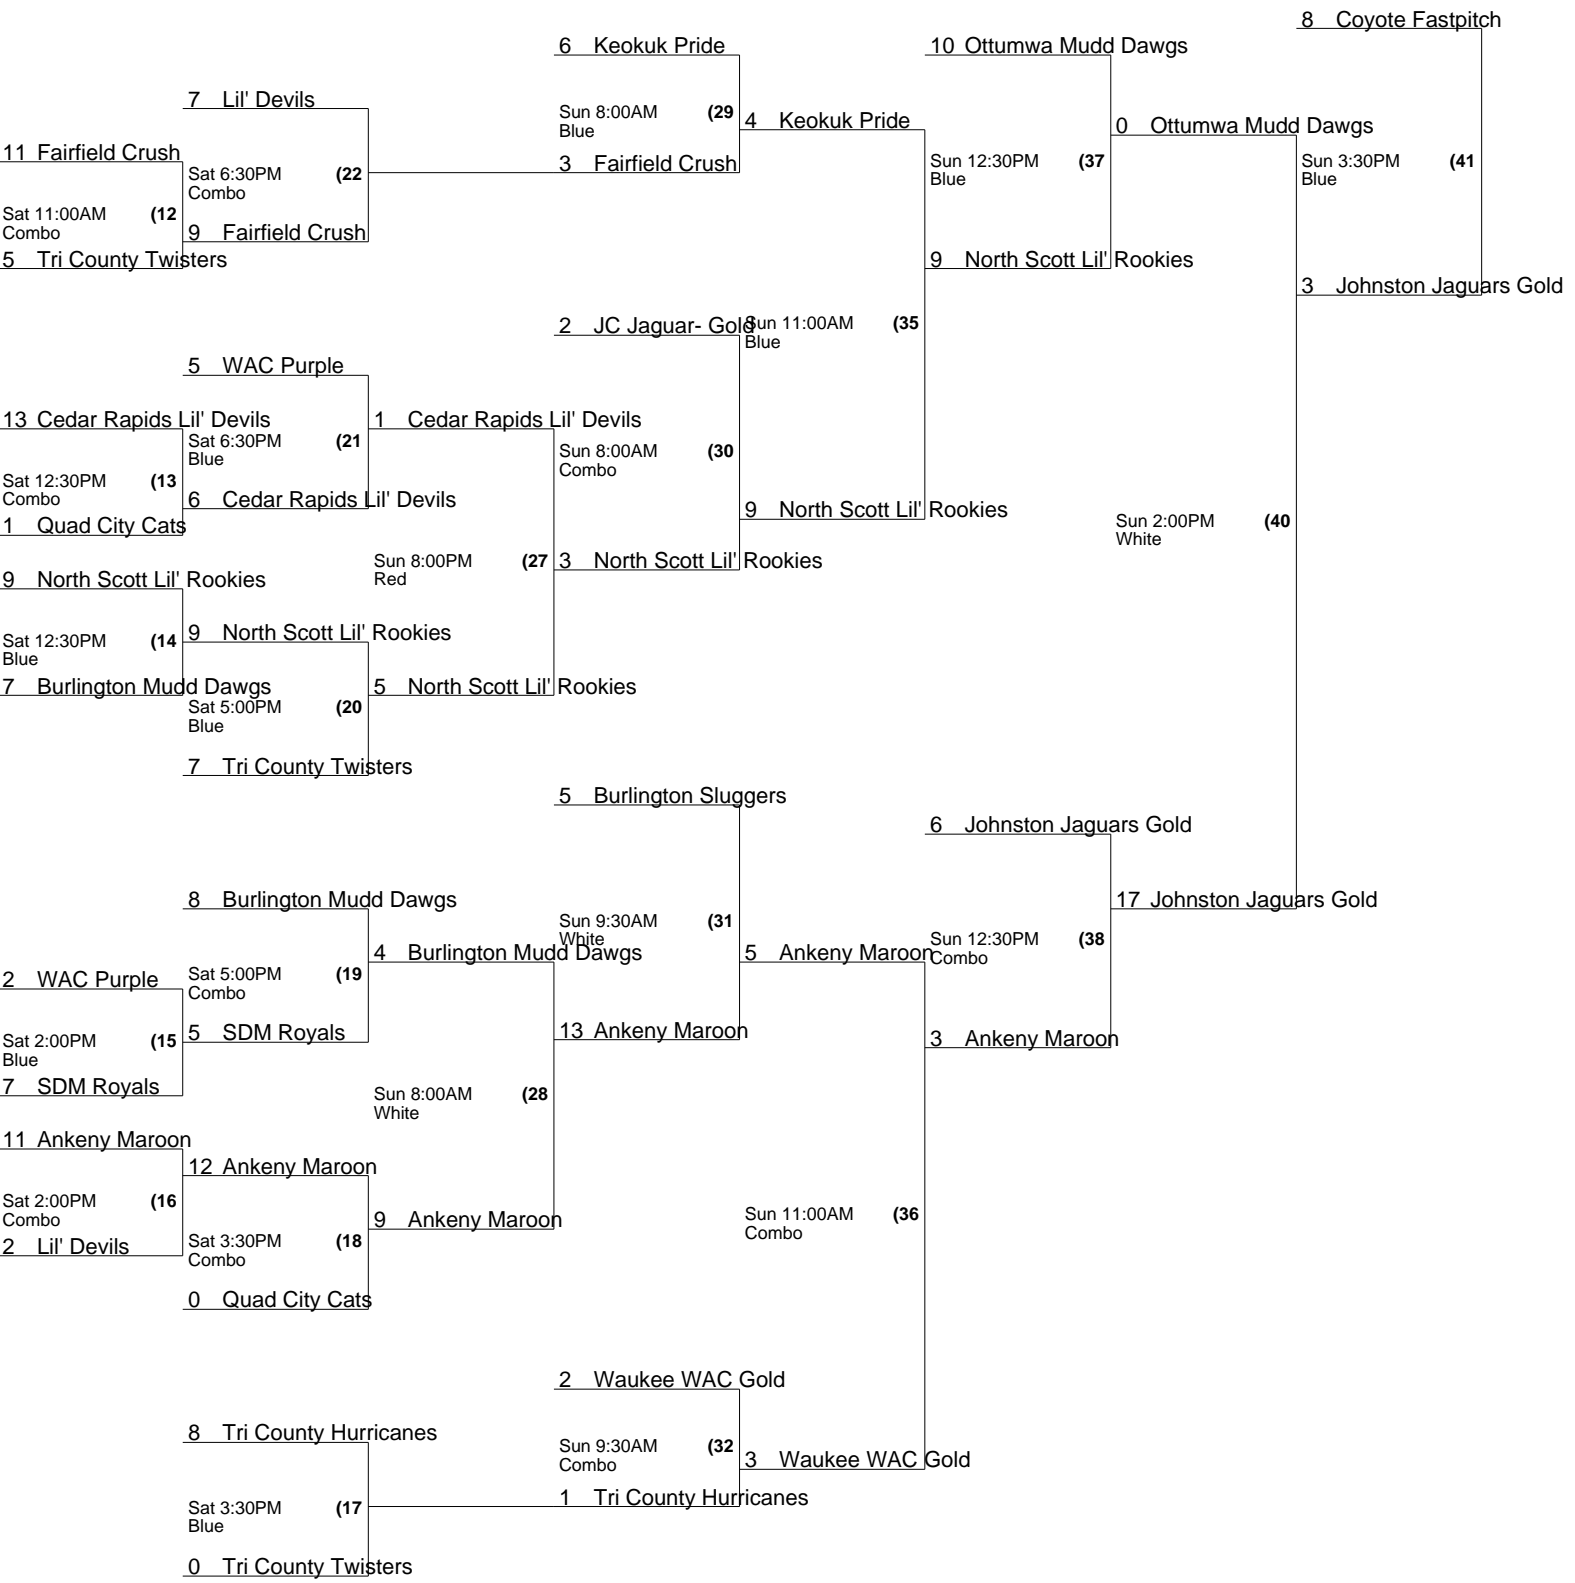 8 Coyote Fastpitch
6 Keokuk Pride
10 Ottumwa Mudd Dawgs
7 Lil' Devils
Sun 8:00AM (29
Blue
4 Keokuk Pride
0 Ottumwa Mudd Dawgs
11 Fairfield Crush
3 Fairfield Crush
Sun 12:30PM (37
Blue
Sun 3:30PM (41
Blue
Sat 6:30PM (22
Combo
Sat 11:00AM (12
Combo
9 Fairfield Crush
5 Tri County Twisters
9 North Scott Lil' Rookies
3 Johnston Jaguars Gold
2 JC Jaguar- Gold
Sun 11:00AM (35
Blue
5 WAC Purple
13 Cedar Rapids Lil' Devils
1 Cedar Rapids Lil' Devils
Sat 6:30PM (21
Blue
Sun 8:00AM (30
Combo
Sat 12:30PM (13
Combo
6 Cedar Rapids Lil' Devils
9 North Scott Lil' Rookies
1 Quad City Cats
Sun 2:00PM (40
White
Sun 8:00PM (27
Red
3 North Scott Lil' Rookies
9 North Scott Lil' Rookies
9 North Scott Lil' Rookies
Sat 12:30PM (14
Blue
7 Burlington Mudd Dawgs
5 North Scott Lil' Rookies
Sat 5:00PM (20
Blue
7 Tri County Twisters
5 Burlington Sluggers
6 Johnston Jaguars Gold
8 Burlington Mudd Dawgs
17 Johnston Jaguars Gold
Sun 9:30AM (31
White
4 Burlington Mudd Dawgs
5 Ankeny Maroon
Sun 12:30PM (38
Combo
2 WAC Purple
Sat 5:00PM (19
Combo
5 SDM Royals
13 Ankeny Maroon
3 Ankeny Maroon
Sat 2:00PM (15
Blue
7 SDM Royals
Sun 8:00AM (28
White
11 Ankeny Maroon
12 Ankeny Maroon
Sat 2:00PM (16
Combo
9 Ankeny Maroon
Sun 11:00AM (36
Combo
2 Lil' Devils
Sat 3:30PM (18
Combo
0 Quad City Cats
2 Waukee WAC Gold
8 Tri County Hurricanes
Sun 9:30AM (32
Combo
3 Waukee WAC Gold
1 Tri County Hurricanes
Sat 3:30PM (17
Blue
0 Tri County Twisters